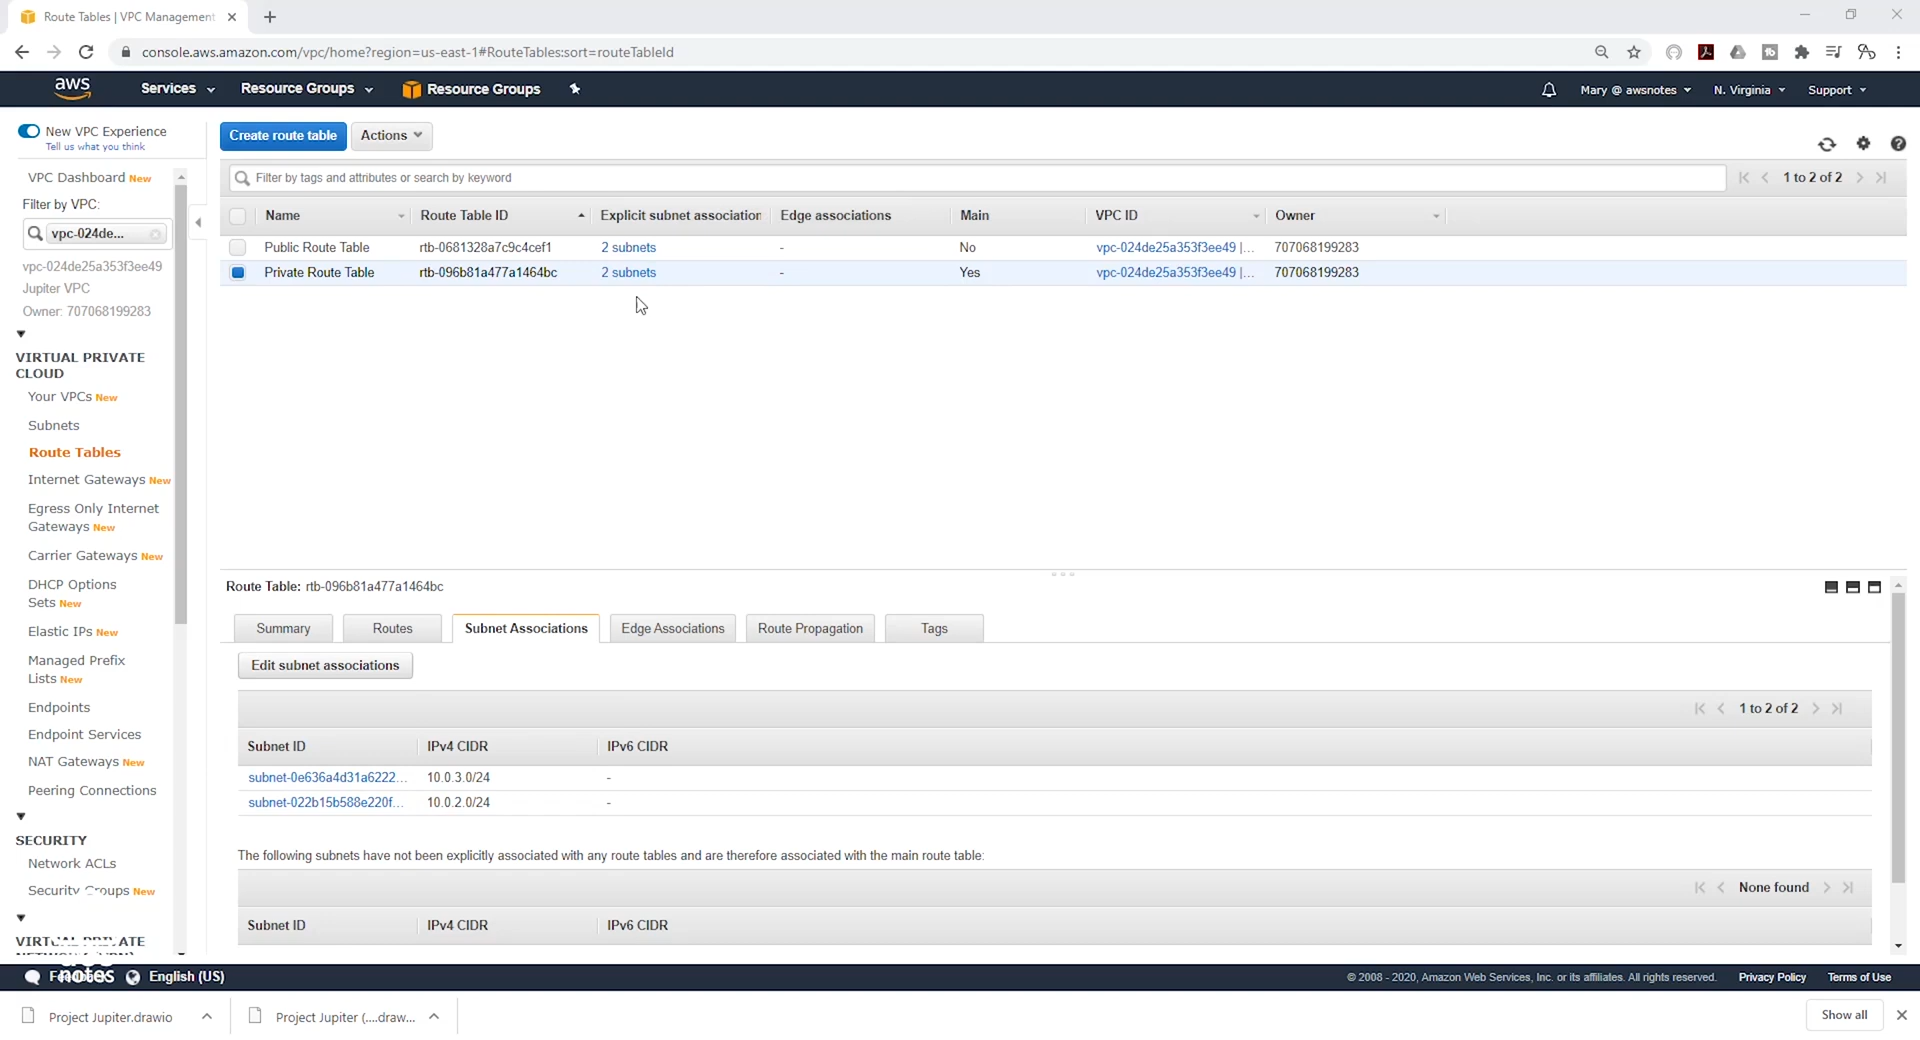 Route Tables | VPC Management
console.aws.amazon.com/vpc/home?region=us-east-1#RouteTables:sort=routeTableId
aws
Services
Resource Groups
Resource Groups
Mary @ awsnotes
N. Virginia
Support
New VPC Experience
Tell us what you think
VPC Dashboard New
Filter by VPC:
vpc-024de...
vpc-024de25a353f3ee49
Jupiter VPC
Owner: 707068199283
VIRTUAL PRIVATE
CLOUD
Your VPCs New
Subnets
Route Tables
Internet Gateways New
Egress Only Internet
Gateways New
Carrier Gateways New
DHCP Options
Sets New
Elastic IPs New
Managed Prefix
Lists New
Endpoints
Endpoint Services
NAT Gateways New
Peering Connections
SECURITY
Network ACLs
Security Groups New
VIRTUAL PRIVATE
Create route table
Actions
Filter by tags and attributes or search by keyword
1 to 2 of 2
Name Route Table ID Explicit subnet association Edge associations Main VPC ID Owner
Public Route Table rtb-0681328a7c9c4cef1 2 subnets - No vpc-024de25a353f3ee49 |... 707068199283
Private Route Table rtb-096b81a477a1464bc 2 subnets - Yes vpc-024de25a353f3ee49 |... 707068199283
Route Table: rtb-096b81a477a1464bc
Summary
Routes
Subnet Associations
Edge Associations
Route Propagation
Tags
Edit subnet associations
1 to 2 of 2
Subnet ID IPv4 CIDR IPv6 CIDR
subnet-0e636a4d31a6222... 10.0.3.0/24 -
subnet-022b15b588e220f... 10.0.2.0/24 -
The following subnets have not been explicitly associated with any route tables and are therefore associated with the main route table:
None found
Subnet ID IPv4 CIDR IPv6 CIDR
notes
English (US)
© 2008 - 2020, Amazon Web Services, Inc. or its affiliates. All rights reserved.
Privacy Policy
Terms of Use
Project Jupiter.drawio
Project Jupiter (....draw...
Show all